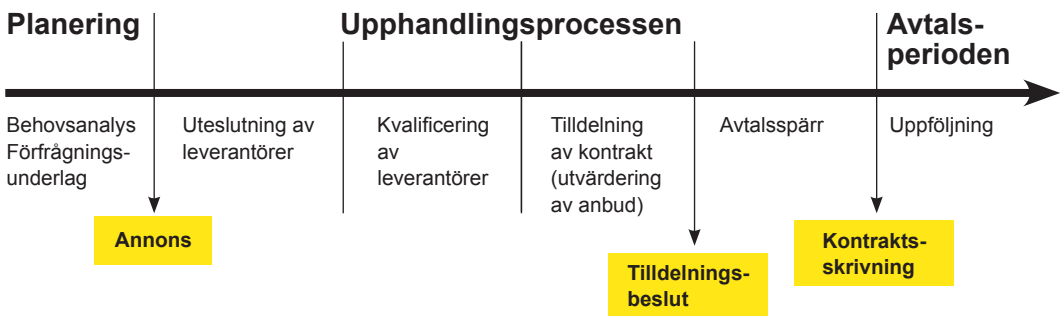 Planering
Upphandlingsprocessen
Avtals-
perioden
Behovsanalys
Förfrågnings-
underlag
Uteslutning av
leverantörer
Kvalificering
av
leverantörer
Tilldelning
av kontrakt
(utvärdering
av anbud)
Avtalsspärr
Uppföljning
Annons
Tilldelnings-
beslut
Kontrakts-
skrivning